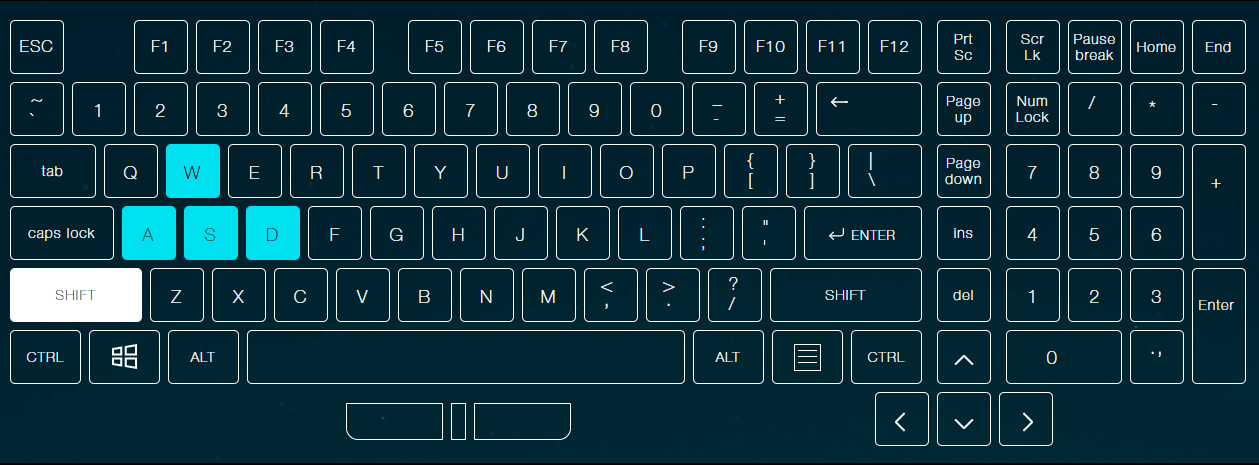 ESC F1 F2 F3 F4 F5 F6 F7 F8 F9 F10 F11 F12 Prt Sc Scr Lk Pause break Home End
~ ` 1 2 3 4 5 6 7 8 9 0 _ - + = ← Page up Num Lock / * -
tab Q W E R T Y U I O P { [ } ] | \ Page down 7 8 9 +
caps lock A S D F G H J K L : ; " ' ENTER ins 4 5 6
SHIFT Z X C V B N M < , > . ? / SHIFT del 1 2 3 Enter
CTRL ALT ALT CTRL 0 . ,